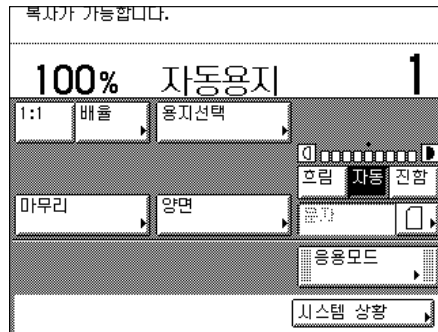 복사가 가능합니다.
100% 자동용지 1
1:1 배율 용지선택
흐림 자동 진함
마무리 양면 문자
응용모드
시스템 상황